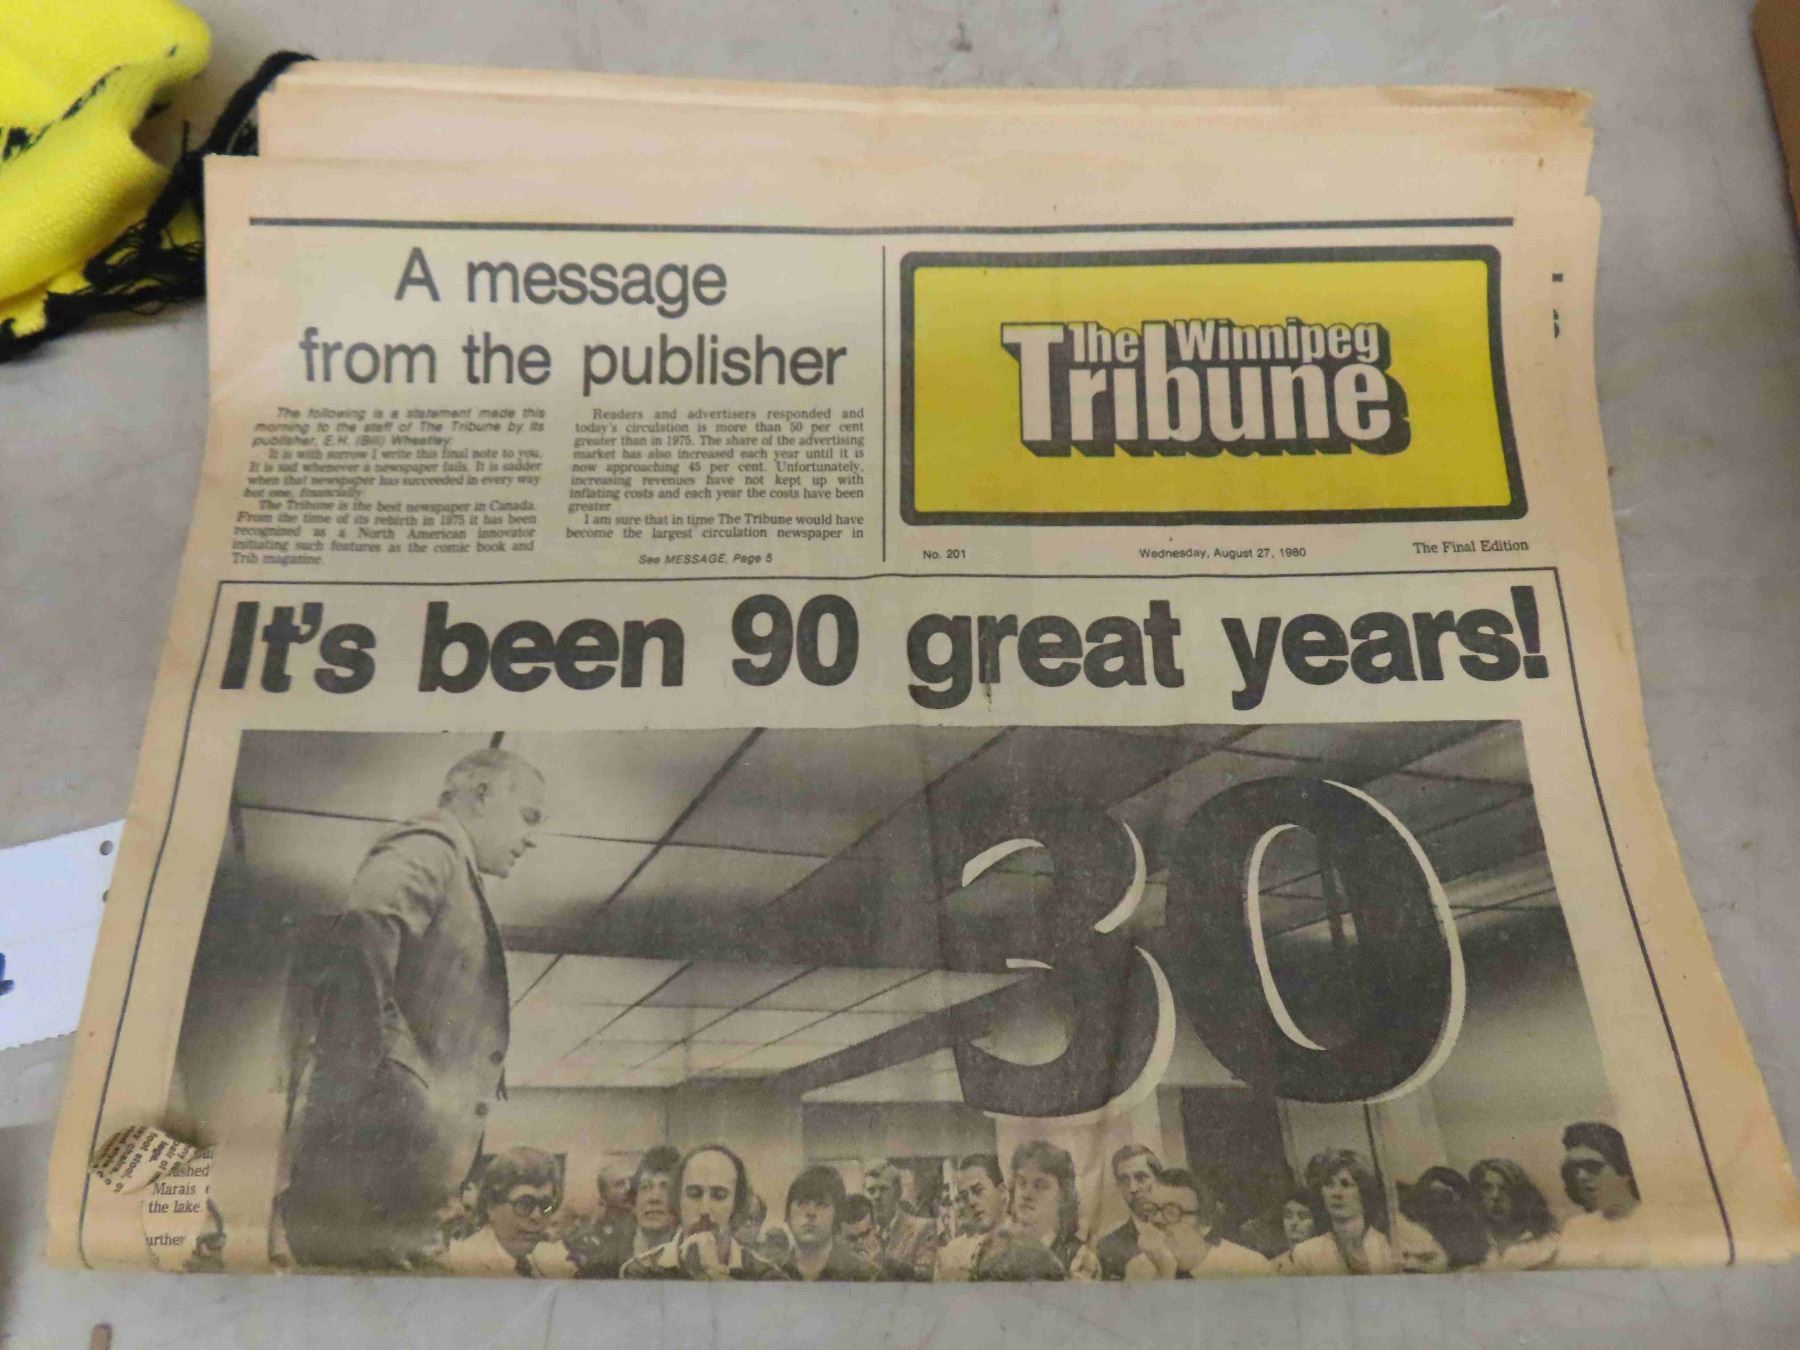 A message
from the publisher
The following is a statement made this
morning to the staff of The Tribune by its
publisher, E.H. (Bill) Wheatley:
It is with sorrow I write this final note to you.
It is sad whenever a newspaper fails. It is sadder
when that newspaper has succeeded in every way
but one, financially.
The Tribune is the best newspaper in Canada.
From the time of its rebirth in 1975 it has been
recognized as a North American innovator
initiating such features as the comic book and
Trib magazine.
Readers and advertisers responded and
today's circulation is more than 50 per cent
greater than in 1975. The share of the advertising
market has also increased each year until it is
now approaching 45 per cent. Unfortunately,
increasing revenues have not kept up with
inflating costs and each year the costs have been
greater.
I am sure that in time The Tribune would have
become the largest circulation newspaper in
See MESSAGE, Page 5
The Winnipeg
Tribune
No. 201
Wednesday, August 27, 1980
The Final Edition
It's been 90 great years!
30
Marais
the lake.